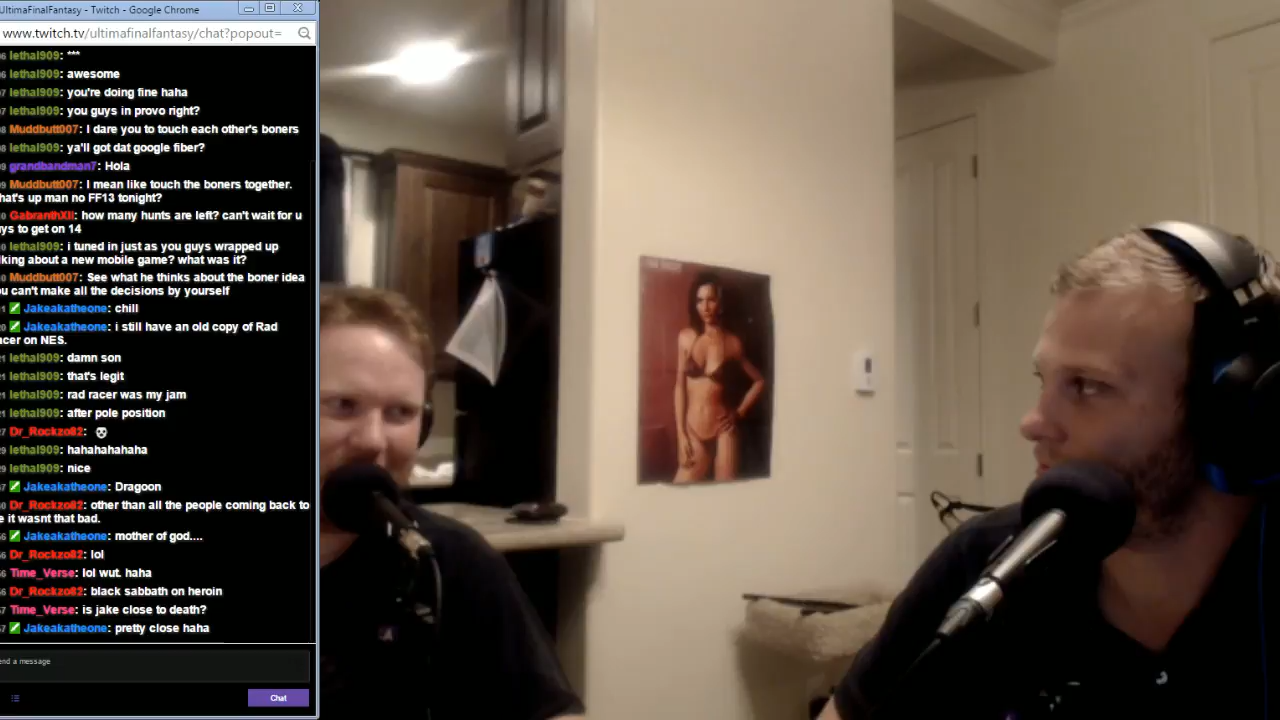 UltimaFinalFantasy - Twitch - Google Chrome
www.twitch.tv/ultimafinalfantasy/chat?popout=
lethal909: ***
lethal909: awesome
lethal909: you're doing fine haha
lethal909: you guys in provo right?
Muddbutt007: I dare you to touch each other's boners
lethal909: ya'll got dat google fiber?
grandbandman7: Hola
Muddbutt007: I mean like touch the boners together.
hat's up man no FF13 tonight?
GabranthXII: how many hunts are left? can't wait for u
uys to get on 14
lethal909: i tuned in just as you guys wrapped up
lking about a new mobile game? what was it?
Muddbutt007: See what he thinks about the boner idea
ou can't make all the decisions by yourself
Jakeakatheone: chill
Jakeakatheone: i still have an old copy of Rad
acer on NES.
lethal909: damn son
lethal909: that's legit
lethal909: rad racer was my jam
lethal909: after pole position
Dr_Rockzo82:
lethal909: hahahahahaha
lethal909: nice
Jakeakatheone: Dragoon
Dr_Rockzo82: other than all the people coming back to
e it wasnt that bad.
Jakeakatheone: mother of god....
Dr_Rockzo82: lol
Time_Verse: lol wut. haha
Dr_Rockzo82: black sabbath on heroin
Time_Verse: is jake close to death?
Jakeakatheone: pretty close haha
end a message
Chat